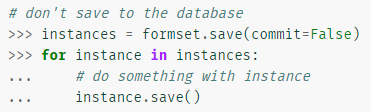 # don't save to the database
>>> instances = formset.save(commit=False)
>>> for instance in instances:
...     # do something with instance
...     instance.save()